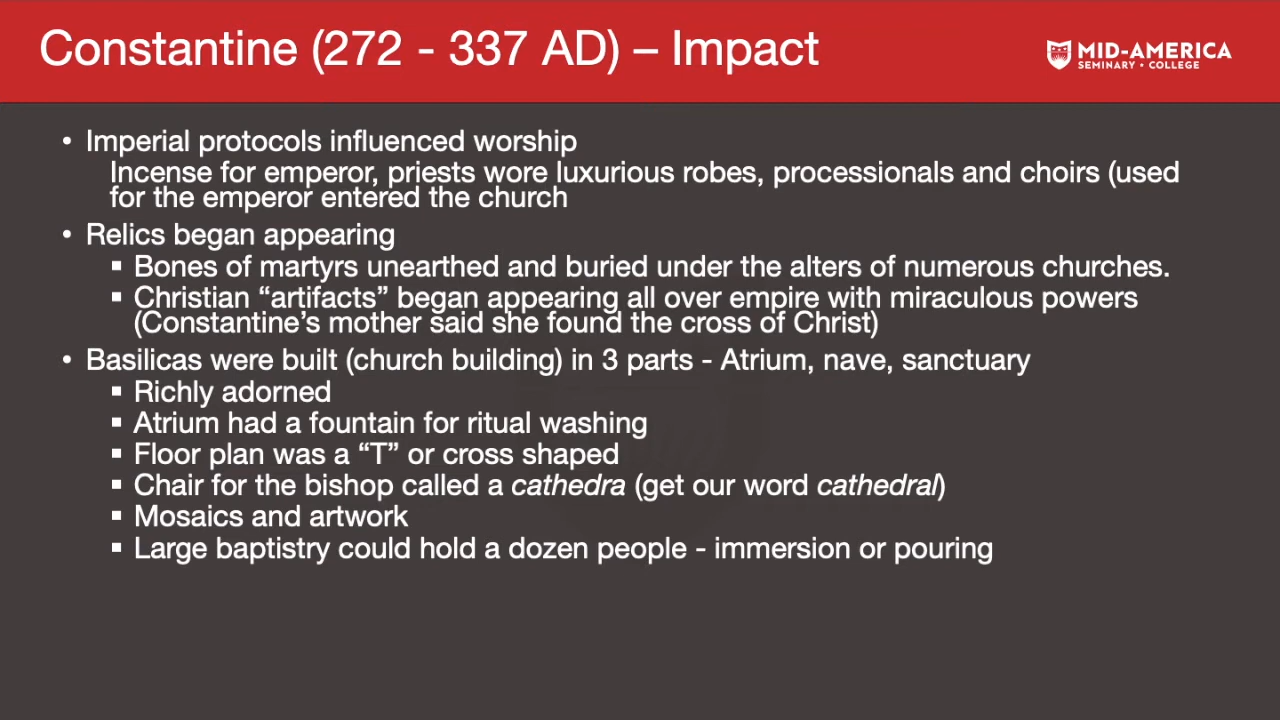 Constantine (272 - 337 AD) – Impact
MID-AMERICA
SEMINARY • COLLEGE
• Imperial protocols influenced worship
Incense for emperor, priests wore luxurious robes, processionals and choirs (used
for the emperor entered the church
• Relics began appearing
▪ Bones of martyrs unearthed and buried under the alters of numerous churches.
▪ Christian “artifacts” began appearing all over empire with miraculous powers
(Constantine’s mother said she found the cross of Christ)
• Basilicas were built (church building) in 3 parts - Atrium, nave, sanctuary
▪ Richly adorned
▪ Atrium had a fountain for ritual washing
▪ Floor plan was a “T” or cross shaped
▪ Chair for the bishop called a cathedra (get our word cathedral)
▪ Mosaics and artwork
▪ Large baptistry could hold a dozen people - immersion or pouring